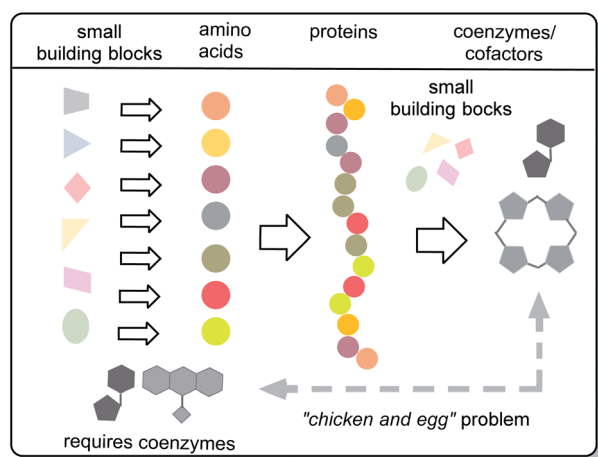 small
building blocks
amino
acids
proteins
coenzymes/
cofactors
small
building bocks
"chicken and egg" problem
requires coenzymes